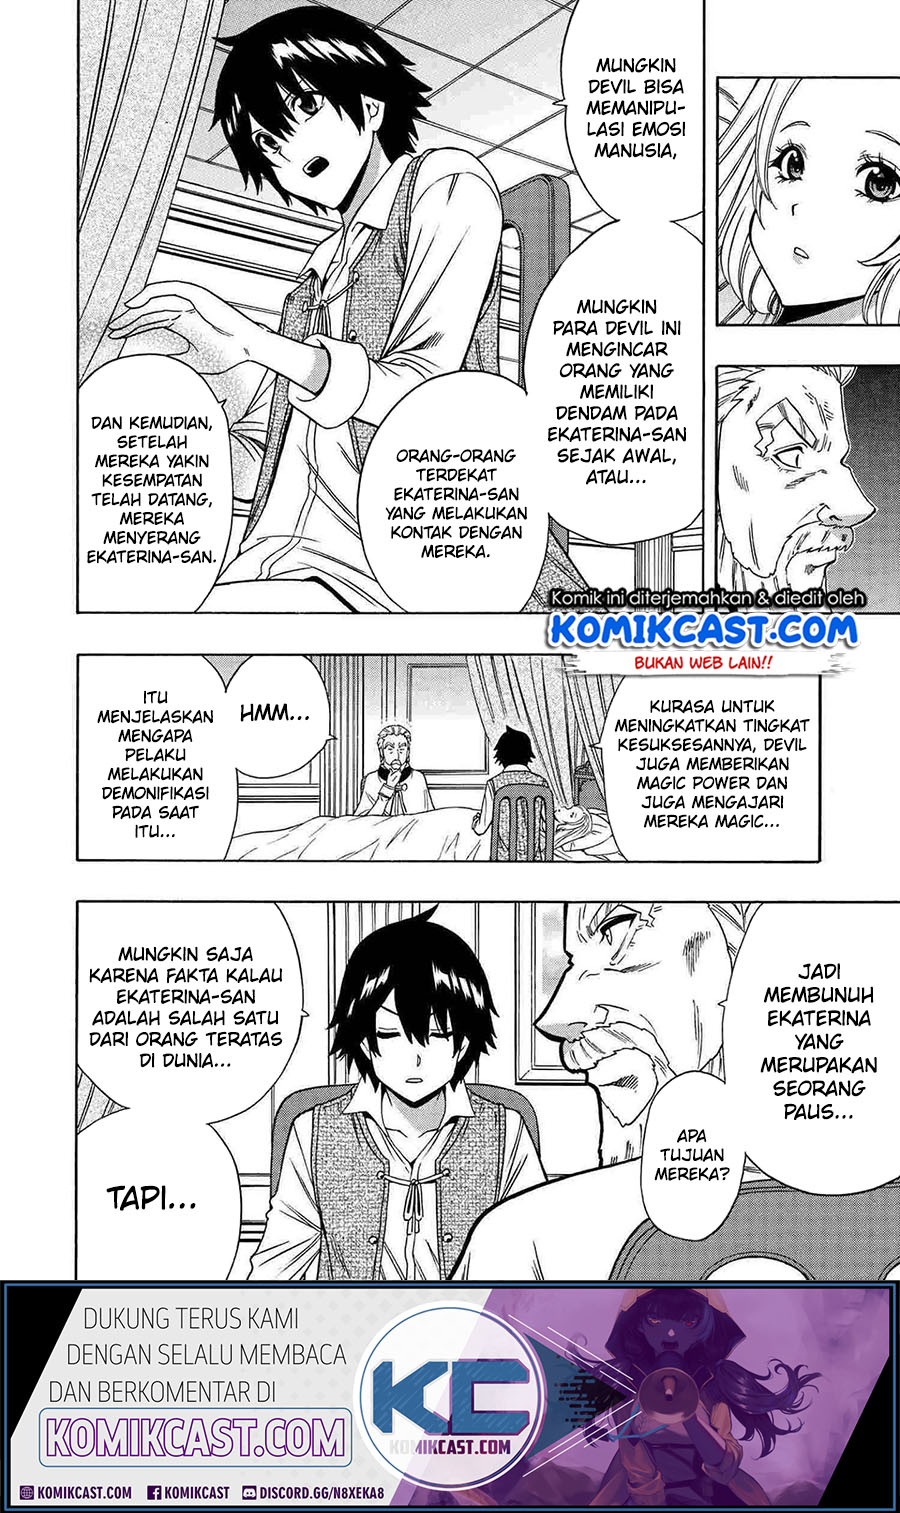 MUNGKIN
DEVIL BISA
MEMANIPU-
LASI EMOSI
MANUSIA,
MUNGKIN
PARA DEVIL INI
MENGINCAR
ORANG YANG
MEMILIKI
DENDAM PADA
EKATERINA-SAN
SEJAK AWAL,
ATAU...
ORANG-ORANG
TERDEKAT
EKATERINA-SAN
YANG MELAKUKAN
KONTAK DENGAN
MEREKA.
DAN KEMUDIAN,
SETELAH
MEREKA YAKIN
KESEMPATAN
TELAH DATANG,
MEREKA
MENYERANG
EKATERINA-SAN.
Komik ini diterjemahkan & diedit oleh
KOMIKCAST.COM
BUKAN WEB LAIN!!
KURASA UNTUK
MENINGKATKAN TINGKAT
KESUKSESANNYA, DEVIL
JUGA MEMBERIKAN
MAGIC POWER DAN
JUGA MENGAJARI
MEREKA MAGIC...
HMM...
ITU
MENJELASKAN
MENGAPA
PELAKU
MELAKUKAN
DEMONIFIKASI
PADA SAAT
ITU...
JADI
MEMBUNUH
EKATERINA
YANG
MERUPAKAN
SEORANG
PAUS...
APA
TUJUAN
MEREKA?
MUNGKIN SAJA
KARENA FAKTA KALAU
EKATERINA-SAN
ADALAH SALAH SATU
DARI ORANG TERATAS
DI DUNIA...
TAPI...
DUKUNG TERUS KAMI
DENGAN SELALU MEMBACA
DAN BERKOMENTAR DI
KOMIKCAST.COM
KC
KOMIKCAST.COM
KOMIKCAST.COM KOMIKCAST DISCORD.GG/N8XEKA8